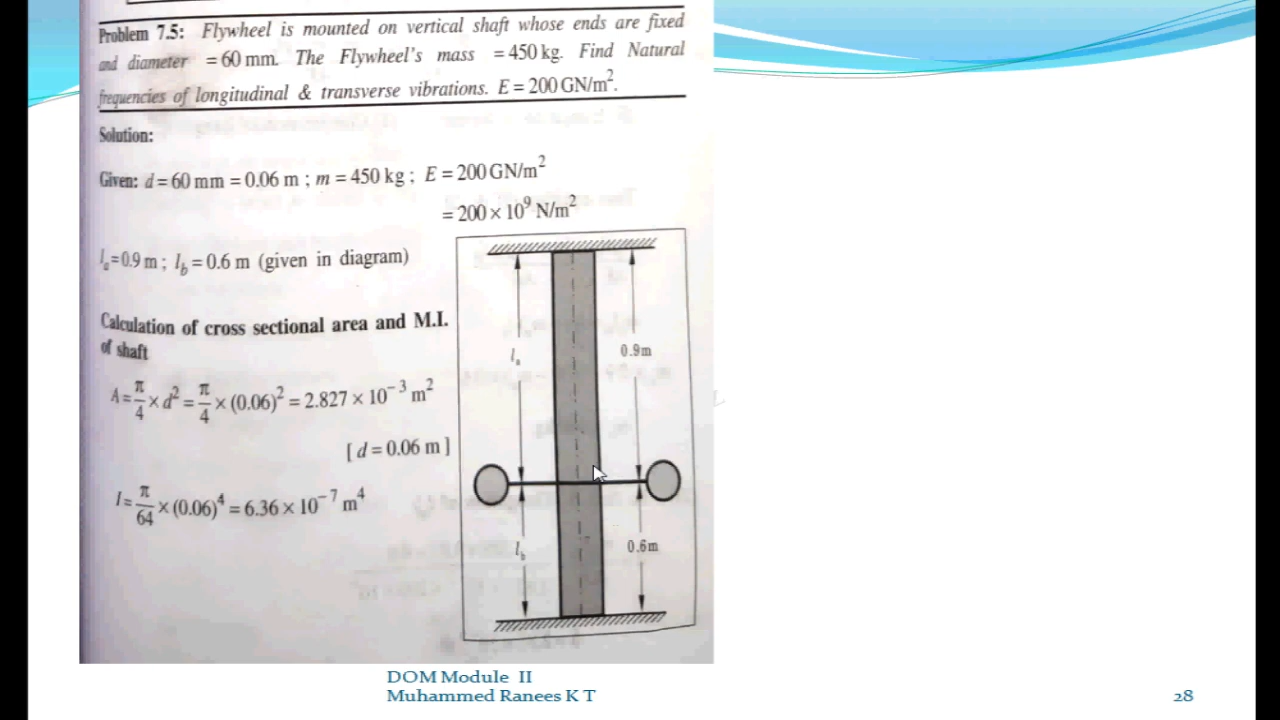 Problem 7.5: Flywheel is mounted on vertical shaft whose ends are fixed
and diameter = 60 mm. The Flywheel's mass = 450 kg. Find Natural
frequencies of longitudinal & transverse vibrations. E = 200 GN/m².
Solution:
Given: d = 60 mm = 0.06 m ; m = 450 kg ; E = 200 GN/m²
= 200 × 10⁹ N/m²
lₐ = 0.9 m ; l_b = 0.6 m (given in diagram)
Calculation of cross sectional area and M.I.
of shaft
A = π/4 × d² = π/4 × (0.06)² = 2.827 × 10⁻³ m²
[ d = 0.06 m ]
I = π/64 × (0.06)⁴ = 6.36 × 10⁻⁷ m⁴
lₐ
0.9m
l_b
0.6m
DOM Module II
Muhammed Ranees K T
28